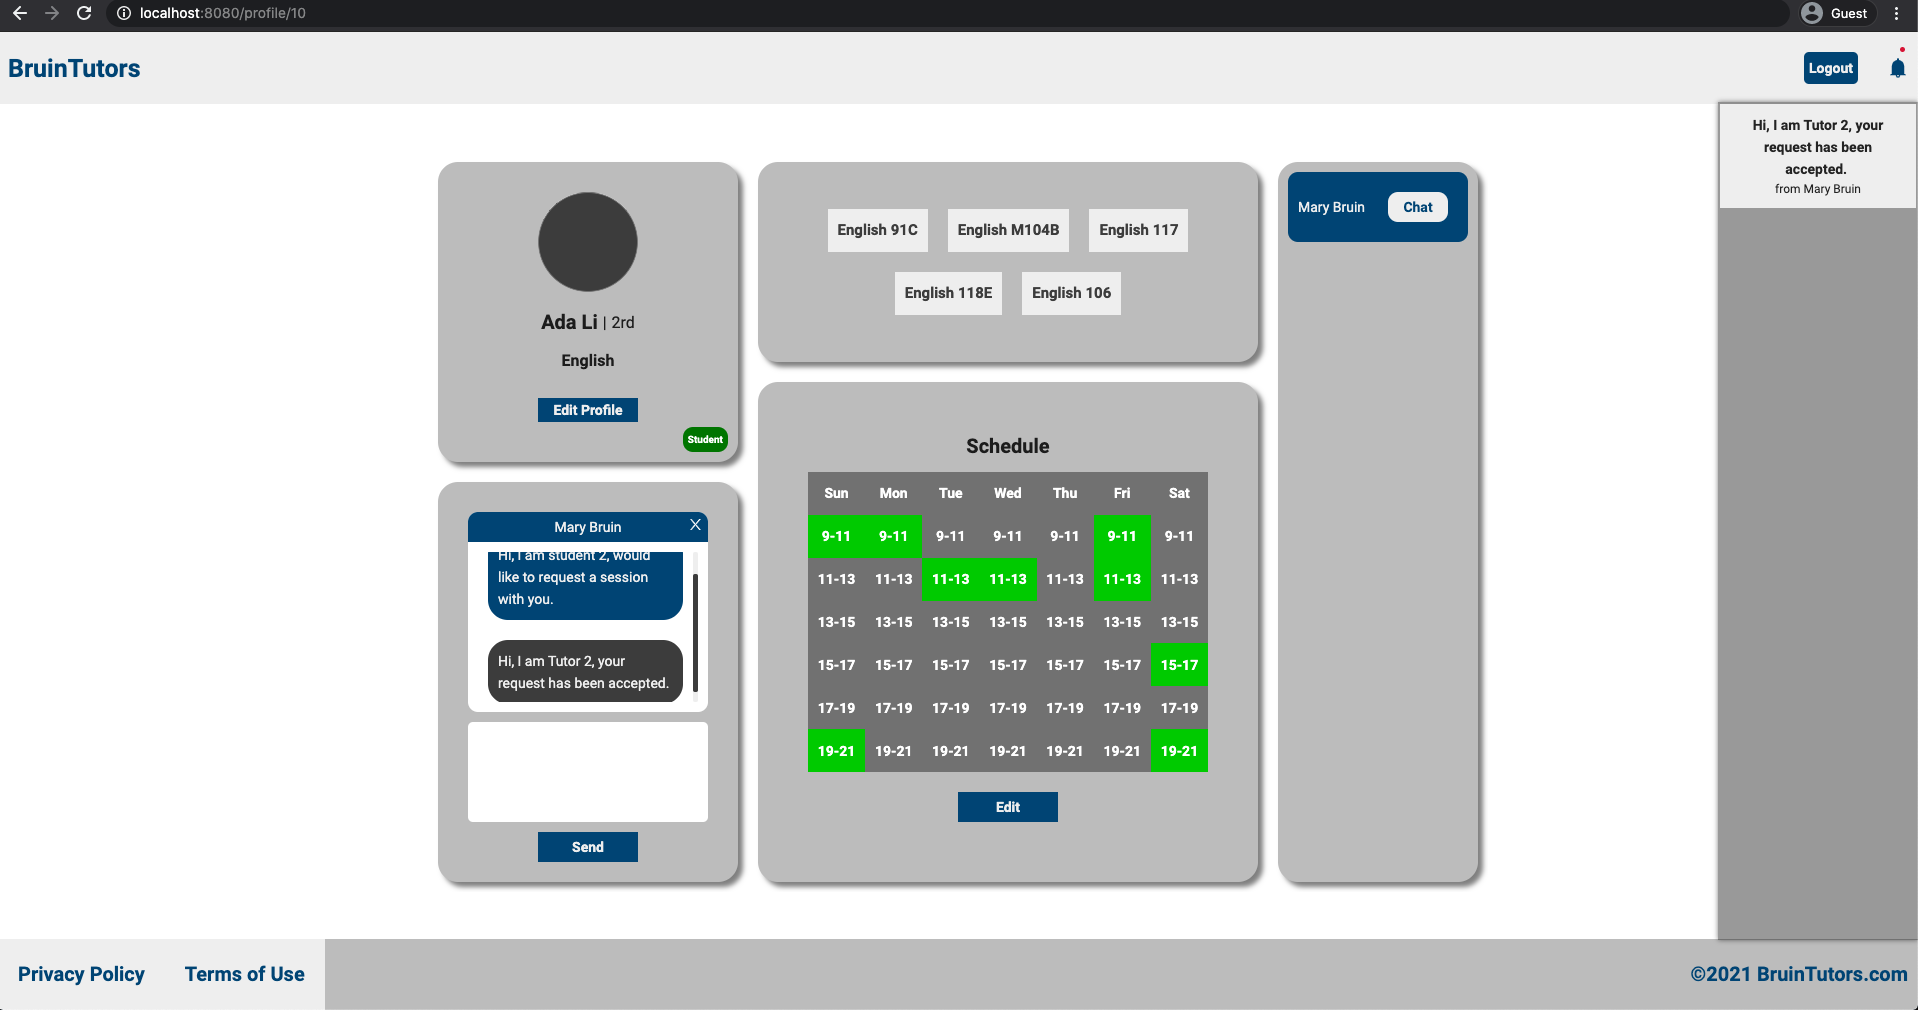 localhost:8080/profile/10
Guest
BruinTutors
Logout
Hi, I am Tutor 2, your
request has been
accepted.
from Mary Bruin
Ada Li | 2rd
English
Edit Profile
Student
English 91C English M104B English 117
English 118E English 106
Mary Bruin Chat
Mary Bruin X
Hi, I am student 2, would
like to request a session
with you.
Hi, I am Tutor 2, your
request has been accepted.
Send
Schedule
Sun Mon Tue Wed Thu Fri Sat
9-11 9-11 9-11 9-11 9-11 9-11 9-11
11-13 11-13 11-13 11-13 11-13 11-13 11-13
13-15 13-15 13-15 13-15 13-15 13-15 13-15
15-17 15-17 15-17 15-17 15-17 15-17 15-17
17-19 17-19 17-19 17-19 17-19 17-19 17-19
19-21 19-21 19-21 19-21 19-21 19-21 19-21
Edit
Privacy Policy Terms of Use
©2021 BruinTutors.com